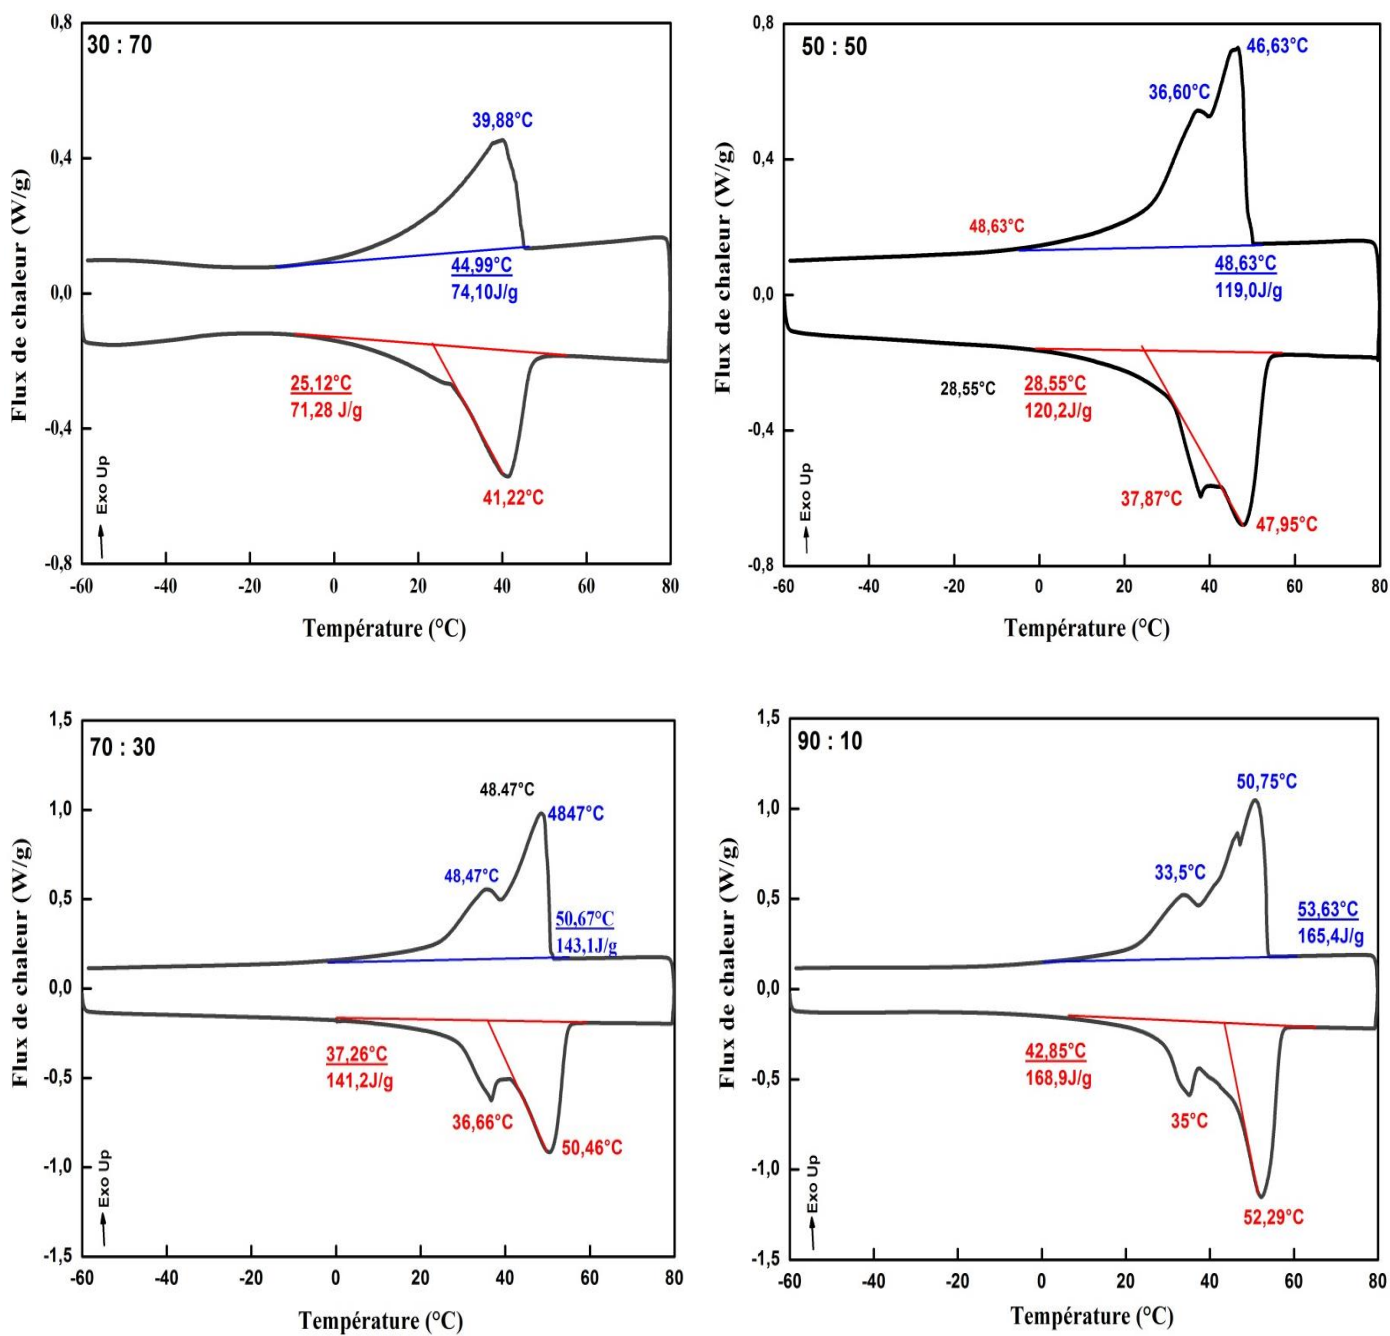 30 : 70
0,8
0,4
0,0
-0,4
-0,8
Flux de chaleur (W/g)
39,88°C
44,99°C
74,10J/g
25,12°C
71,28 J/g
41,22°C
Exo Up
-60 -40 -20 0 20 40 60 80
Température (°C)
50 : 50
0,8
0,4
0,0
-0,4
-0,8
Flux de chaleur (W/g)
46,63°C
36,60°C
48,63°C
48,63°C
119,0J/g
28,55°C
28,55°C
120,2J/g
37,87°C
47,95°C
Exo Up
-60 -40 -20 0 20 40 60 80
Température (°C)
70 : 30
1,5
1,0
0,5
0,0
-0,5
-1,0
-1,5
Flux de chaleur (W/g)
48.47°C
4847°C
48,47°C
50,67°C
143,1J/g
37,26°C
141,2J/g
36,66°C
50,46°C
Exo Up
-60 -40 -20 0 20 40 60 80
Température (°C)
90 : 10
1,5
1,0
0,5
0,0
-0,5
-1,0
-1,5
Flux de chaleur (W/g)
50,75°C
33,5°C
53,63°C
165,4J/g
42,85°C
168,9J/g
35°C
52,29°C
Exo Up
-60 -40 -20 0 20 40 60 80
Température (°C)